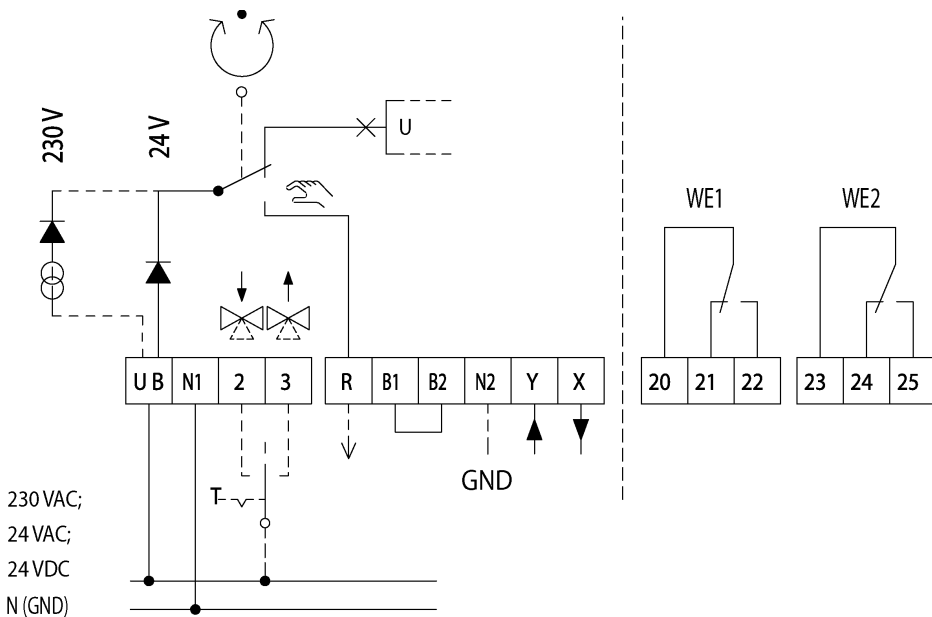 230 V
24 V
U
WE1
WE2
U B N1 2 3 R B1 B2 N2 Y X 20 21 22 23 24 25
GND
T
230 VAC;
24 VAC;
24 VDC
N (GND)